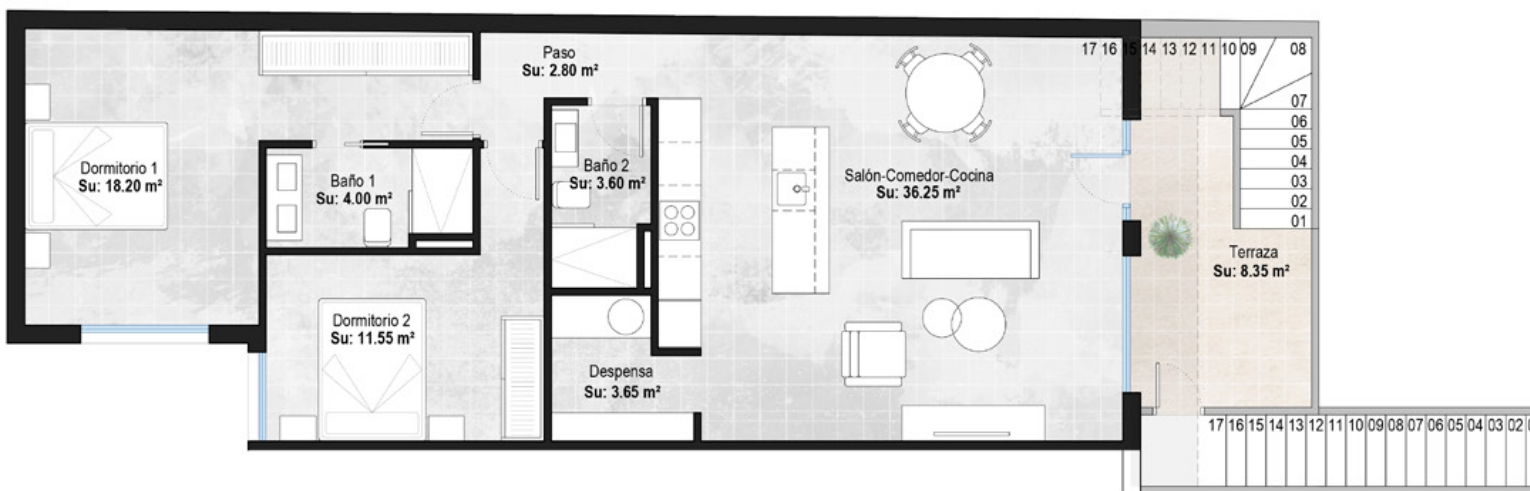 Paso
Su: 2.80 m²
17 16 15 14 13 12 11 10 09 08
07
06
05
04
03
02
01
Dormitorio 1
Su: 18.20 m²
Baño 1
Su: 4.00 m²
Baño 2
Su: 3.60 m²
Salón-Comedor-Cocina
Su: 36.25 m²
Terraza
Su: 8.35 m²
Dormitorio 2
Su: 11.55 m²
Despensa
Su: 3.65 m²
17 16 15 14 13 12 11 10 09 08 07 06 05 04 03 02